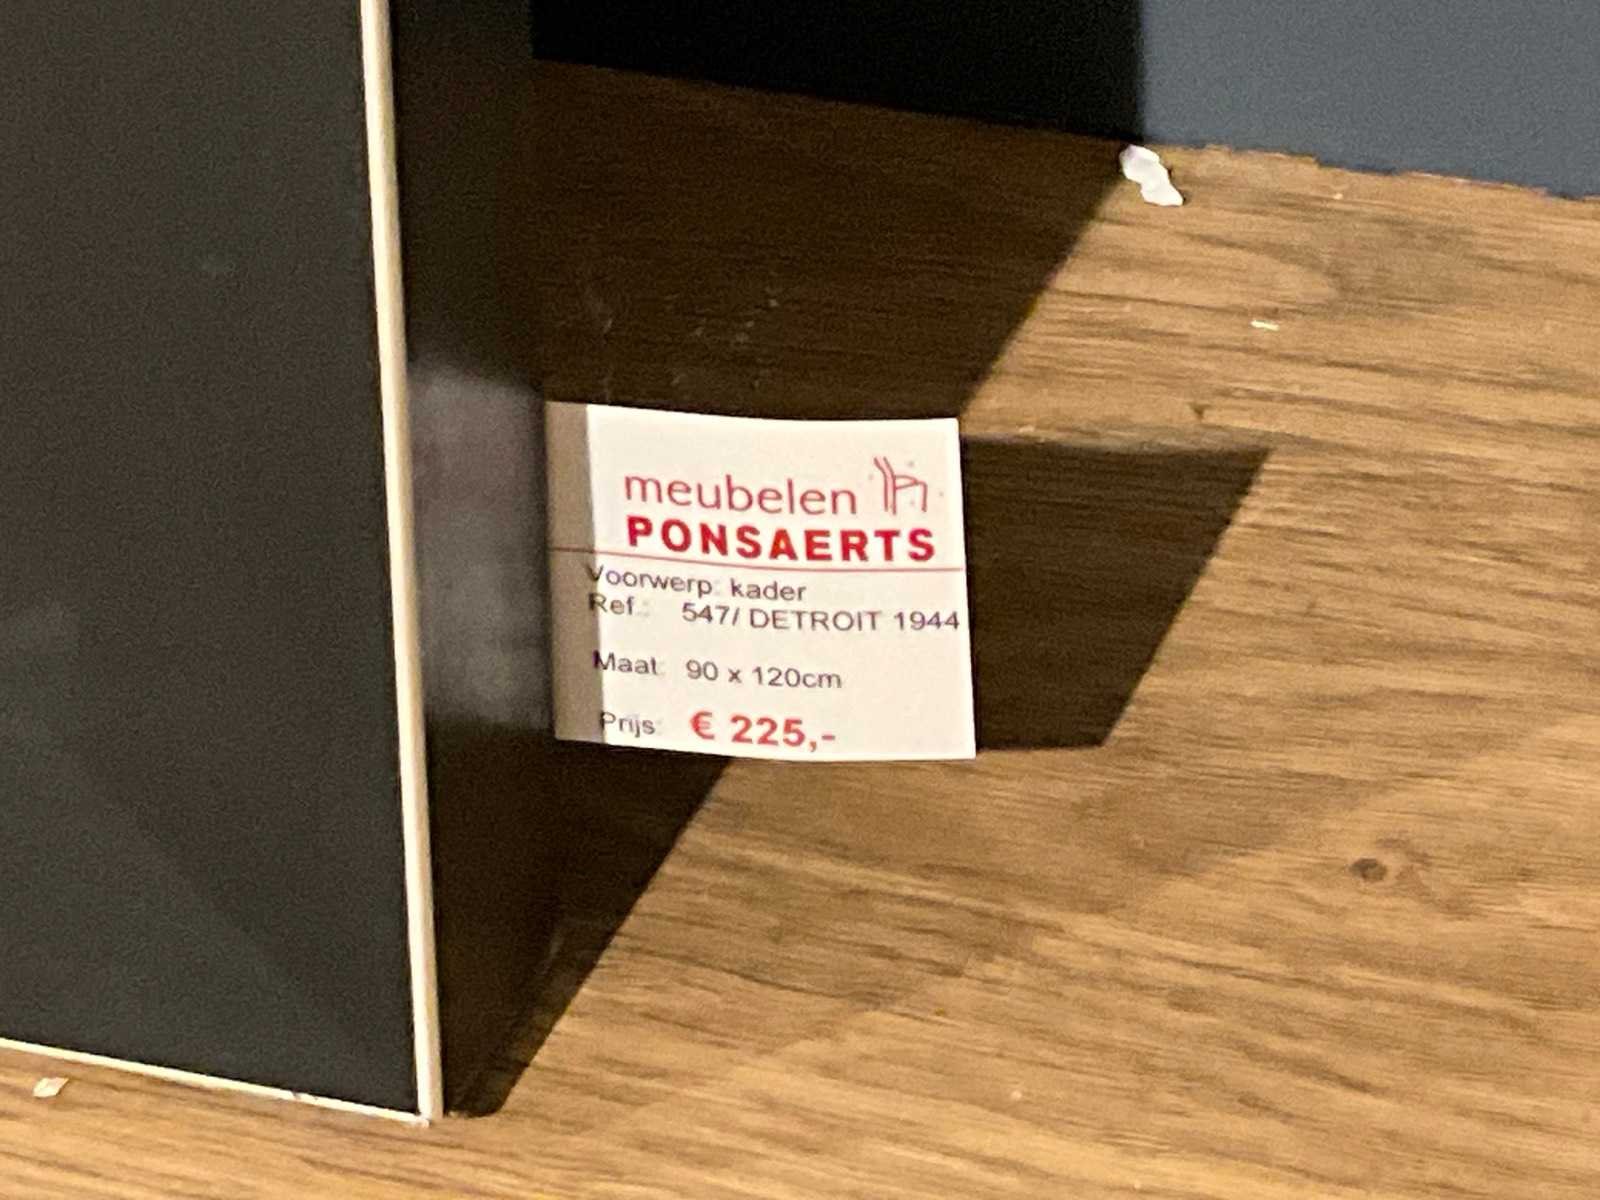 meubelen
PONSAERTS
Voorwerp: kader
Ref.: 547/ DETROIT 1944
Maat: 90 x 120cm
Prijs: € 225,-